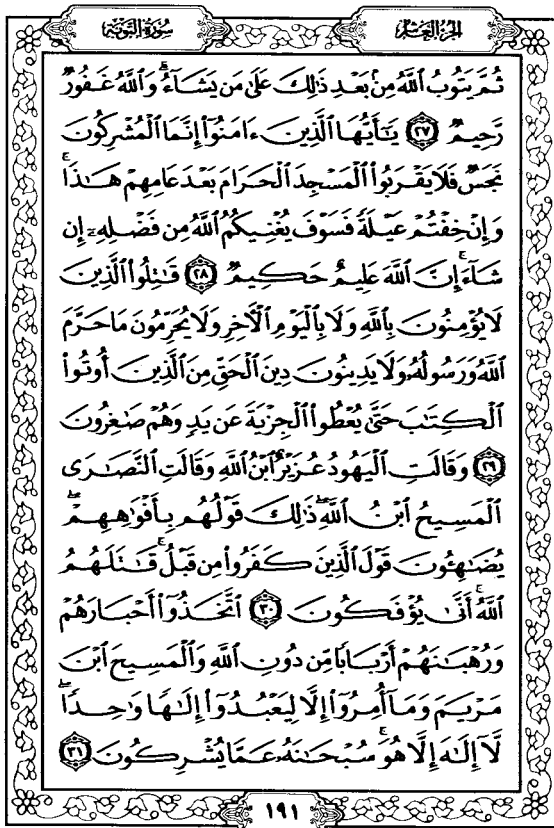 سُورَةُ التَّوْبَةِ
الجزء العاشر
ثُمَّ يَتُوبُ ٱللَّهُ مِنۢ بَعْدِ ذَٰلِكَ عَلَىٰ مَن يَشَآءُ ۗ وَٱللَّهُ غَفُورٌ
رَّحِيمٌ ٢٧ يَٰٓأَيُّهَا ٱلَّذِينَ ءَامَنُوٓا۟ إِنَّمَا ٱلْمُشْرِكُونَ
نَجَسٌ فَلَا يَقْرَبُوا۟ ٱلْمَسْجِدَ ٱلْحَرَامَ بَعْدَ عَامِهِمْ هَٰذَا ۚ
وَإِنْ خِفْتُمْ عَيْلَةً فَسَوْفَ يُغْنِيكُمُ ٱللَّهُ مِن فَضْلِهِۦٓ إِن
شَآءَ ۚ إِنَّ ٱللَّهَ عَلِيمٌ حَكِيمٌ ٢٨ قَٰتِلُوا۟ ٱلَّذِينَ
لَا يُؤْمِنُونَ بِٱللَّهِ وَلَا بِٱلْيَوْمِ ٱلْءَاخِرِ وَلَا يُحَرِّمُونَ مَا حَرَّمَ
ٱللَّهُ وَرَسُولُهُۥ وَلَا يَدِينُونَ دِينَ ٱلْحَقِّ مِنَ ٱلَّذِينَ أُوتُوا۟
ٱلْكِتَٰبَ حَتَّىٰ يُعْطُوا۟ ٱلْجِزْيَةَ عَن يَدٍ وَهُمْ صَٰغِرُونَ
٢٩ وَقَالَتِ ٱلْيَهُودُ عُزَيْرٌ ٱبْنُ ٱللَّهِ وَقَالَتِ ٱلنَّصَٰرَى
ٱلْمَسِيحُ ٱبْنُ ٱللَّهِ ۖ ذَٰلِكَ قَوْلُهُم بِأَفْوَٰهِهِمْ ۖ
يُضَٰهِـُٔونَ قَوْلَ ٱلَّذِينَ كَفَرُوا۟ مِن قَبْلُ ۚ قَٰتَلَهُمُ
ٱللَّهُ ۚ أَنَّىٰ يُؤْفَكُونَ ٣٠ ٱتَّخَذُوٓا۟ أَحْبَارَهُمْ
وَرُهْبَٰنَهُمْ أَرْبَابًا مِّن دُونِ ٱللَّهِ وَٱلْمَسِيحَ ٱبْنَ
مَرْيَمَ وَمَآ أُمِرُوٓا۟ إِلَّا لِيَعْبُدُوٓا۟ إِلَٰهًا وَٰحِدًا ۖ
لَّآ إِلَٰهَ إِلَّا هُوَ ۚ سُبْحَٰنَهُۥ عَمَّا يُشْرِكُونَ ٣١
١٩١